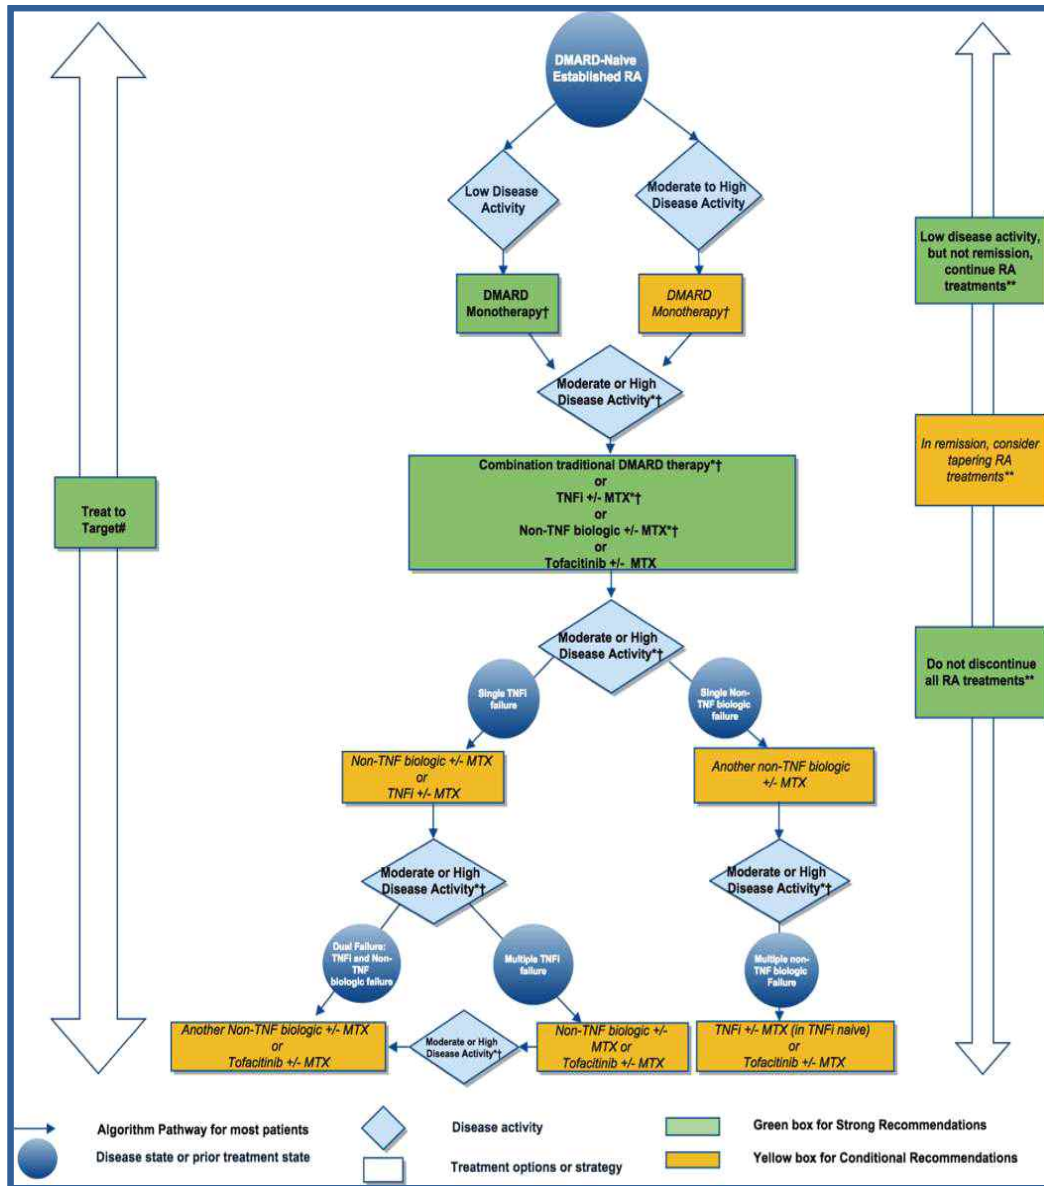 DMARD-Naive
Established RA
Low Disease
Activity
Moderate to High
Disease Activity
Low disease activity,
but not remission,
continue RA
treatments**
DMARD
Monotherapy†
DMARD
Monotherapy†
Moderate or High
Disease Activity*†
In remission, consider
tapering RA
treatments**
Combination traditional DMARD therapy*†
or
TNFi +/- MTX*†
or
Non-TNF biologic +/- MTX*†
or
Tofacitinib +/- MTX
Treat to
Target#
Moderate or High
Disease Activity*†
Do not discontinue
all RA treatments**
Single TNFi
failure
Single Non-
TNF biologic
failure
Non-TNF biologic +/- MTX
or
TNFi +/- MTX
Another non-TNF biologic
+/- MTX
Moderate or High
Disease Activity*†
Moderate or High
Disease Activity*†
Dual Failure:
TNFi and Non-
TNF
biologic failure
Multiple TNFi
failure
Multiple non-
TNF biologic
Failure
Another Non-TNF biologic +/- MTX
or
Tofacitinib +/- MTX
Moderate or High
Disease Activity*†
Non-TNF biologic +/-
MTX or
Tofacitinib +/- MTX
TNFi +/- MTX (in TNFi naive)
or
Tofacitinib +/- MTX
Algorithm Pathway for most patients
Disease activity
Green box for Strong Recommendations
Disease state or prior treatment state
Treatment options or strategy
Yellow box for Conditional Recommendations